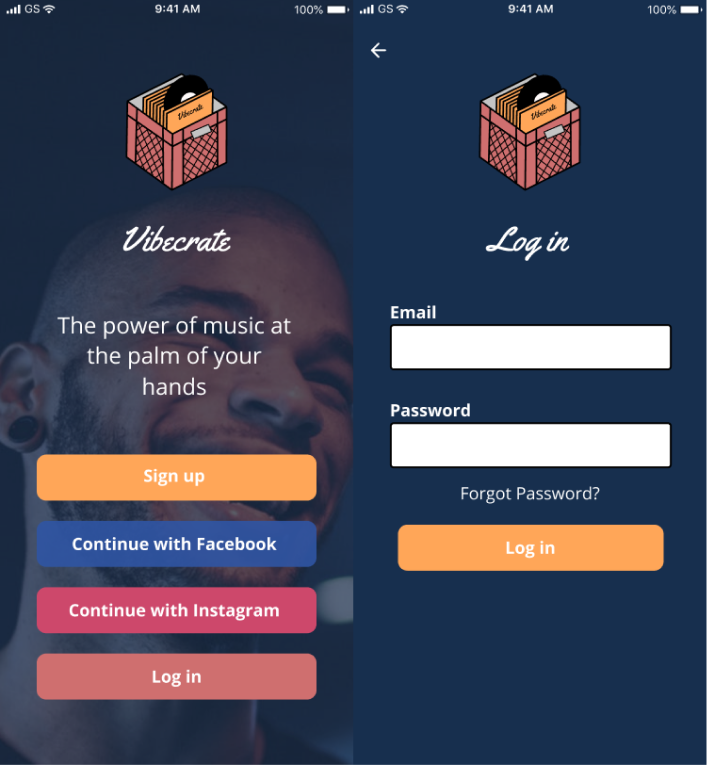 GS 9:41 AM 100%
Vibecrate
Vibecrate
The power of music at
the palm of your
hands
Sign up
Continue with Facebook
Continue with Instagram
Log in
GS 9:41 AM 100%
Vibecrate
Log in
Email
Password
Forgot Password?
Log in